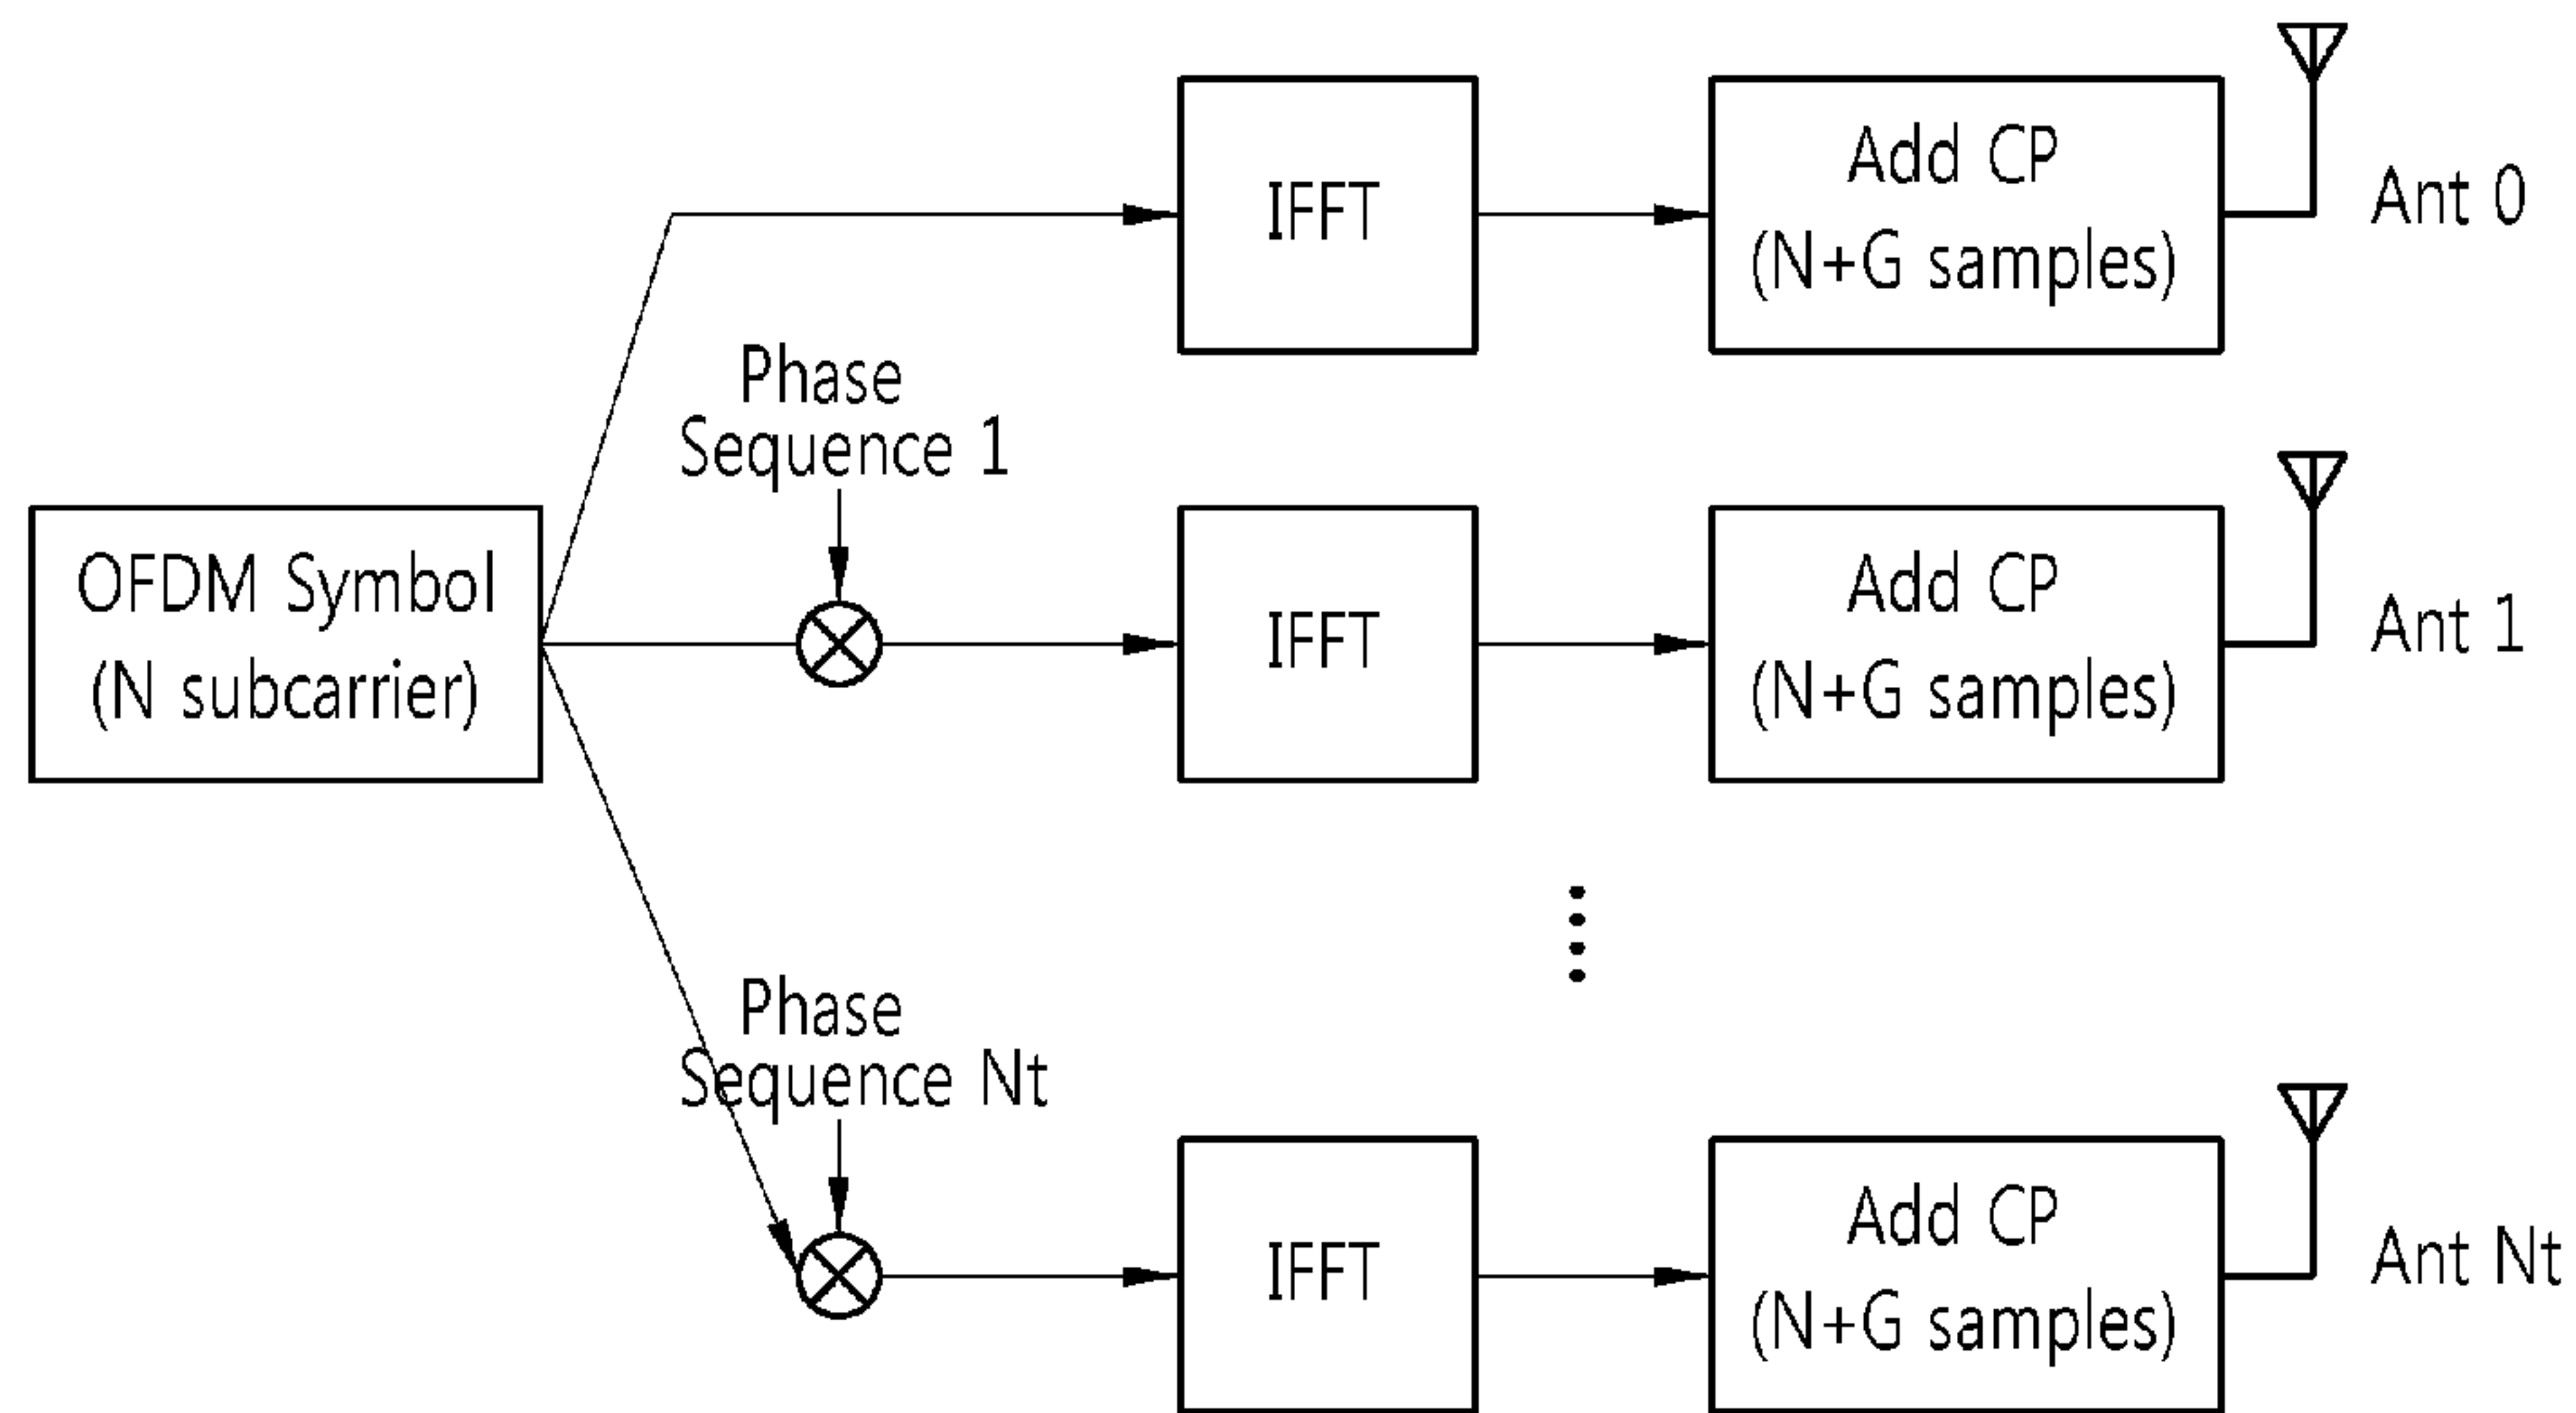 IFFT
Add CP
(N+G samples)
Ant 0
Phase
Sequence 1
OFDM Symbol
(N subcarrier)
IFFT
Add CP
(N+G samples)
Ant 1
Phase
Sequence Nt
IFFT
Add CP
(N+G samples)
Ant Nt